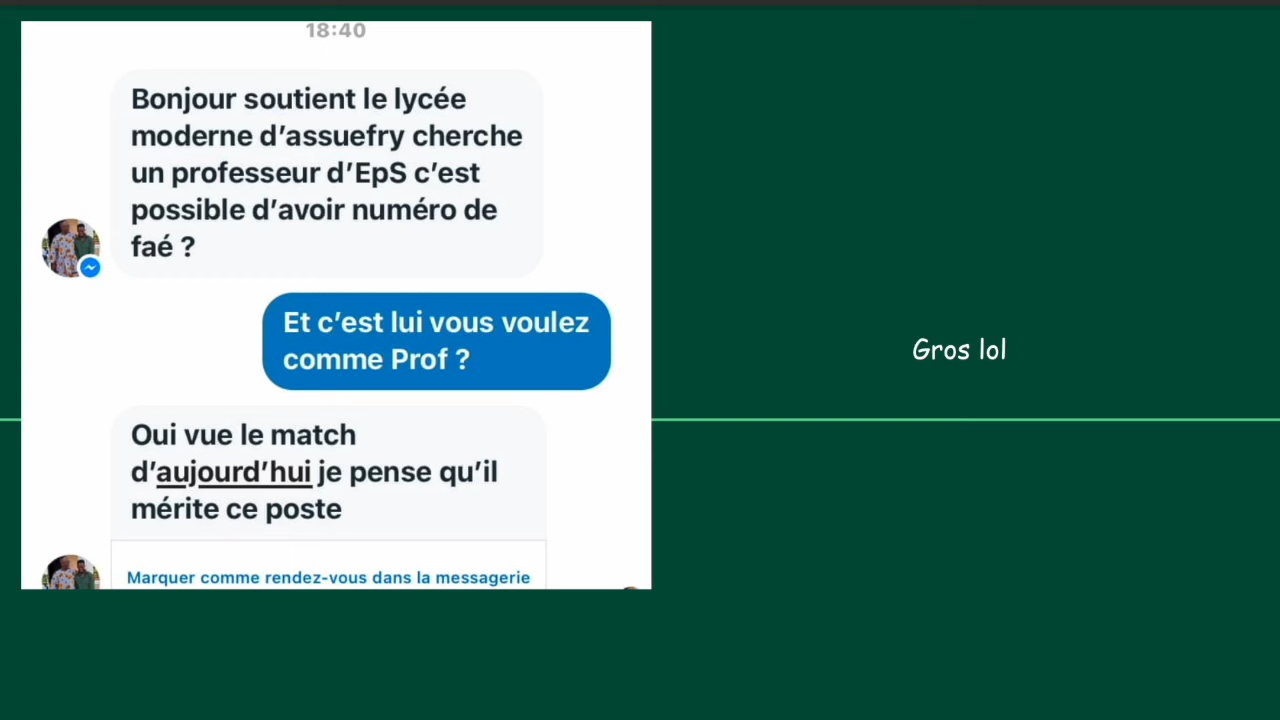 18:40
Bonjour soutient le lycée
moderne d’assuefry cherche
un professeur d’EpS c’est
possible d’avoir numéro de
faé ?
Et c’est lui vous voulez
comme Prof ?
Oui vue le match
d’aujourd’hui je pense qu’il
mérite ce poste
Marquer comme rendez-vous dans la messagerie
Gros lol